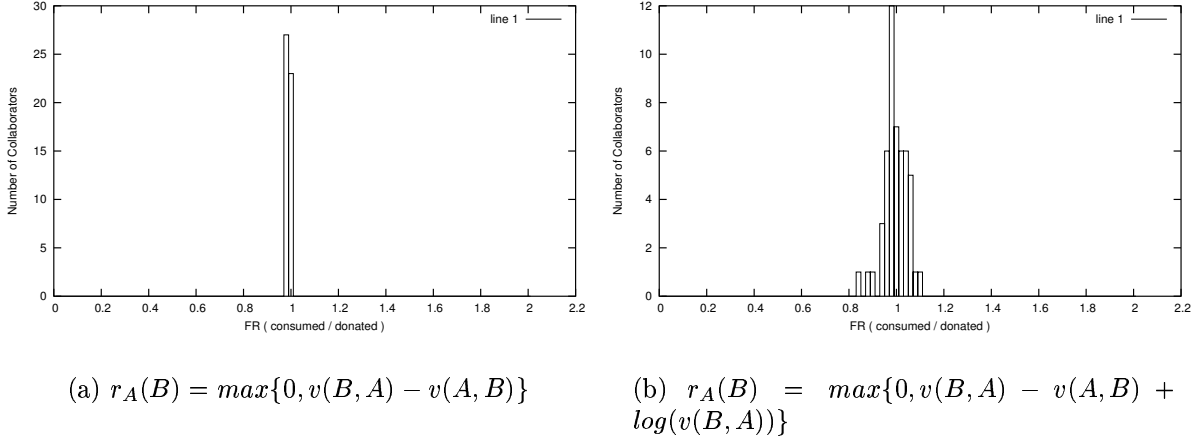 30
25
20
15
10
5
0
Number of Collaborators
line 1
0 0.2 0.4 0.6 0.8 1 1.2 1.4 1.6 1.8 2 2.2
FR ( consumed / donated )
(a) r_A(B) = max{0, v(B, A) − v(A, B)}
12
10
8
6
4
2
0
Number of Collaborators
line 1
0 0.2 0.4 0.6 0.8 1 1.2 1.4 1.6 1.8 2 2.2
FR ( consumed / donated )
(b) r_A(B) = max{0, v(B, A) − v(A, B) +
log(v(B, A))}